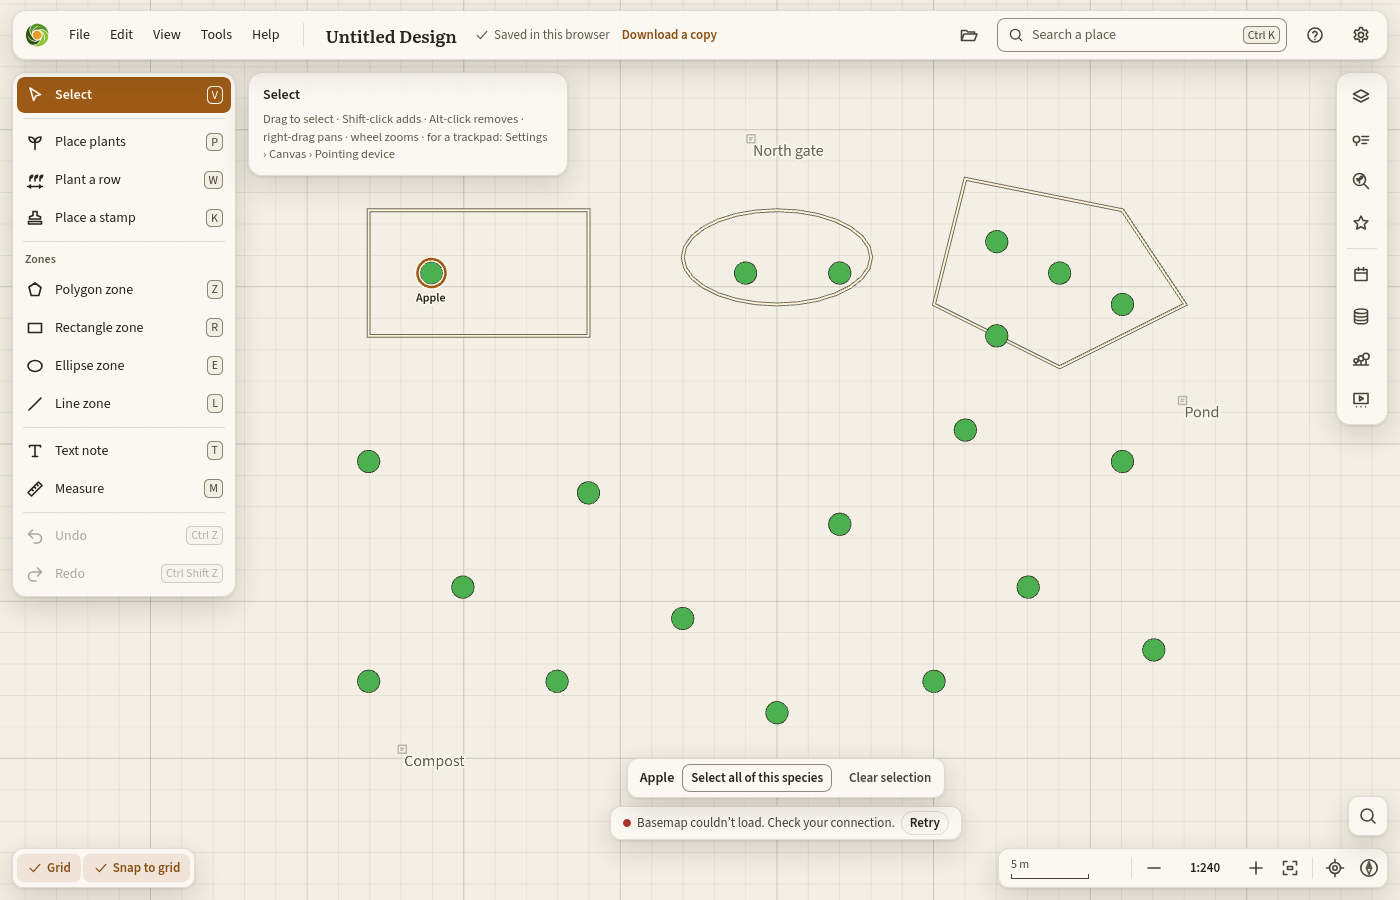 File Edit View Tools Help
Untitled Design
Saved in this browser Download a copy
Search a place Ctrl K
Select V
Place plants P
Plant a row W
Place a stamp K
Zones
Polygon zone Z
Rectangle zone R
Ellipse zone E
Line zone L
Text note T
Measure M
Undo Ctrl Z
Redo Ctrl Shift Z
Select
Drag to select · Shift-click adds · Alt-click removes ·
right-drag pans · wheel zooms · for a trackpad: Settings
› Canvas › Pointing device
North gate
Apple
Pond
Compost
Apple Select all of this species Clear selection
Basemap couldn’t load. Check your connection. Retry
Grid Snap to grid
5 m 1:240